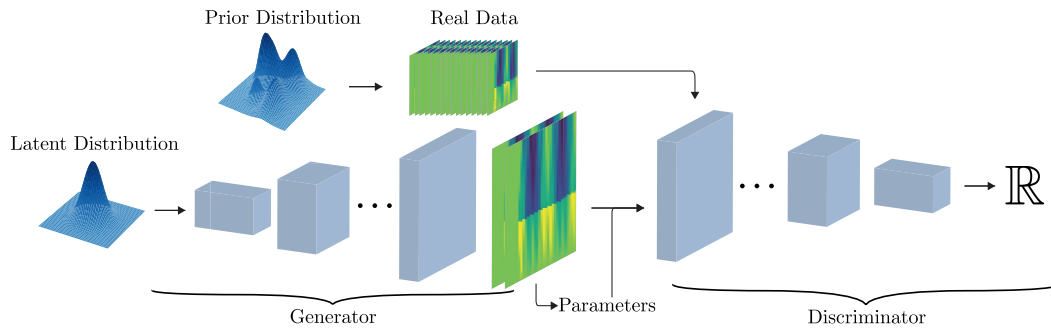 Prior Distribution
Real Data
Latent Distribution
ℝ
Parameters
Generator
Discriminator